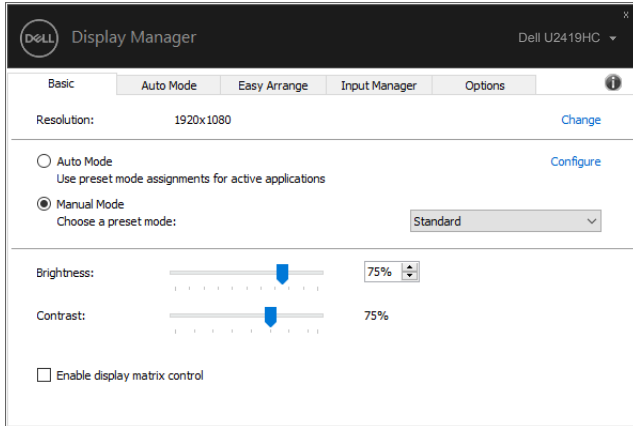 DELL Display Manager Dell U2419HC
Basic Auto Mode Easy Arrange Input Manager Options
Resolution: 1920x1080 Change
Auto Mode Configure
Use preset mode assignments for active applications
Manual Mode
Choose a preset mode: Standard
Brightness: 75%
Contrast: 75%
Enable display matrix control